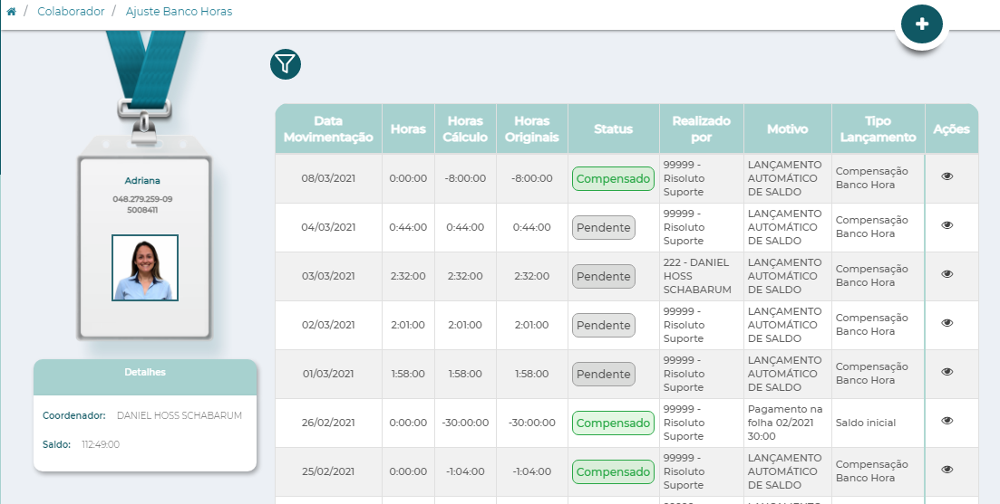 / Colaborador / Ajuste Banco Horas
Adriana
048.279.259-09
5008411
Detalhes
Coordenador: DANIEL HOSS SCHABARUM
Saldo: 112:49:00
Data Movimentação Horas Horas Cálculo Horas Originais Status Realizado por Motivo Tipo Lançamento Ações
08/03/2021 0:00:00 -8:00:00 -8:00:00 Compensado 99999 - Risoluto Suporte LANÇAMENTO AUTOMÁTICO DE SALDO Compensação Banco Hora
04/03/2021 0:44:00 0:44:00 0:44:00 Pendente 99999 - Risoluto Suporte LANÇAMENTO AUTOMÁTICO DE SALDO Compensação Banco Hora
03/03/2021 2:32:00 2:32:00 2:32:00 Pendente 222 - DANIEL HOSS SCHABARUM LANÇAMENTO AUTOMÁTICO DE SALDO Compensação Banco Hora
02/03/2021 2:01:00 2:01:00 2:01:00 Pendente 99999 - Risoluto Suporte LANÇAMENTO AUTOMÁTICO DE SALDO Compensação Banco Hora
01/03/2021 1:58:00 1:58:00 1:58:00 Pendente 99999 - Risoluto Suporte LANÇAMENTO AUTOMÁTICO DE SALDO Compensação Banco Hora
26/02/2021 0:00:00 -30:00:00 -30:00:00 Compensado 99999 - Risoluto Suporte Pagamento na folha 02/2021 30:00 Saldo inicial
25/02/2021 0:00:00 -1:04:00 -1:04:00 Compensado 99999 - Risoluto Suporte LANÇAMENTO AUTOMÁTICO DE SALDO Compensação Banco Hora